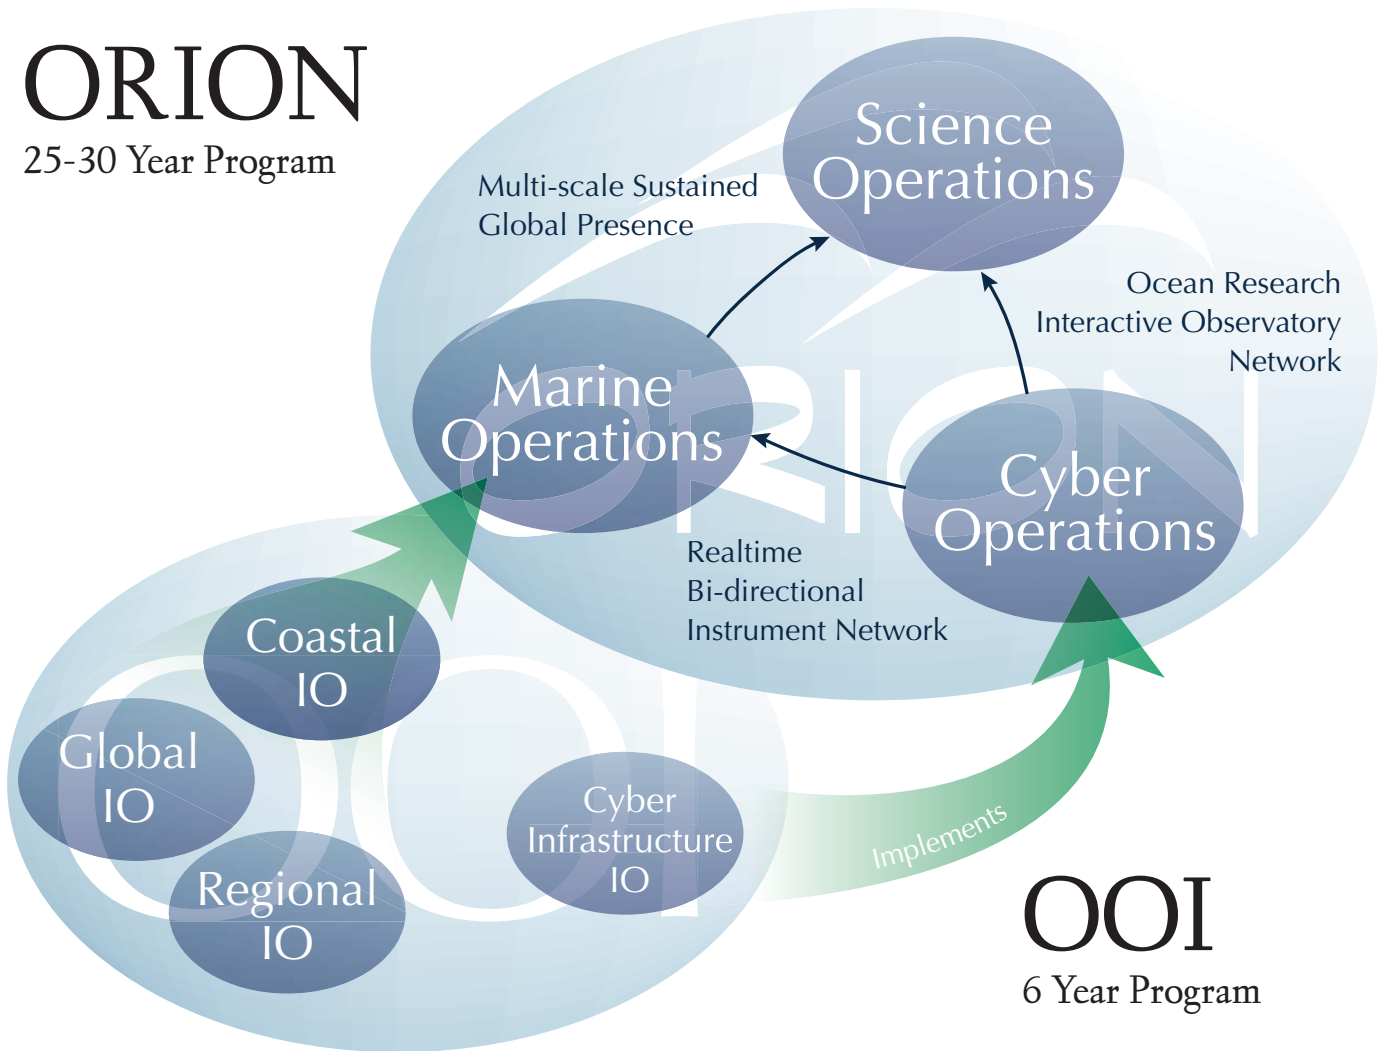 ORION
25-30 Year Program
Science
Operations
Multi-scale Sustained
Global Presence
Ocean Research
Interactive Observatory
Network
Marine
Operations
ORION
Cyber
Operations
Realtime
Bi-directional
Instrument Network
Coastal
IO
OOI
Global
IO
Cyber
Infrastructure
IO
Regional
IO
Implements
OOI
6 Year Program